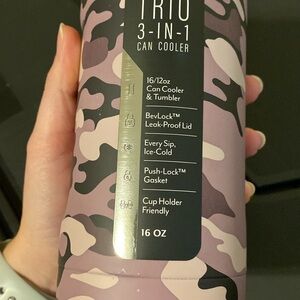 TRIO
3-IN-1
CAN COOLER
16/12oz
Can Cooler
& Tumbler
BevLock™
Leak-Proof Lid
Every Sip,
Ice-Cold
Push-Lock™
Gasket
Cup Holder
Friendly
16 OZ